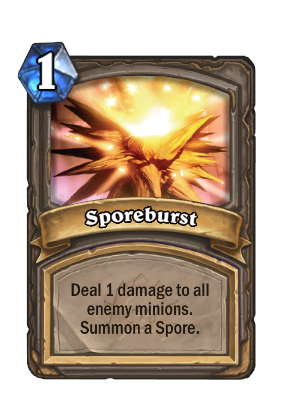 1
Sporeburst
Deal 1 damage to all
enemy minions.
Summon a Spore.